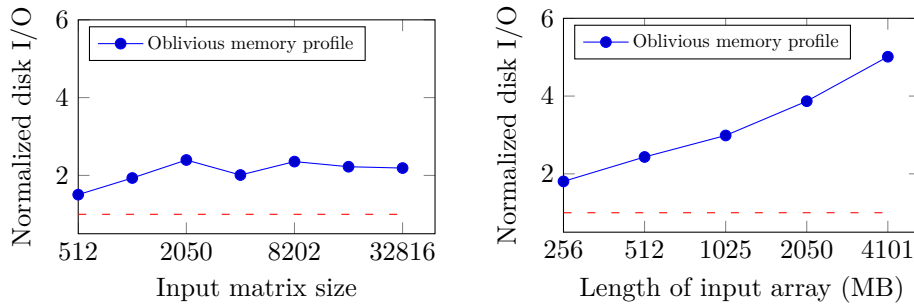 Normalized disk I/O
6
4
2
Oblivious memory profile
512
2050
8202
32816
Input matrix size
Normalized disk I/O
6
4
2
Oblivious memory profile
256
512
1025
2050
4101
Length of input array (MB)